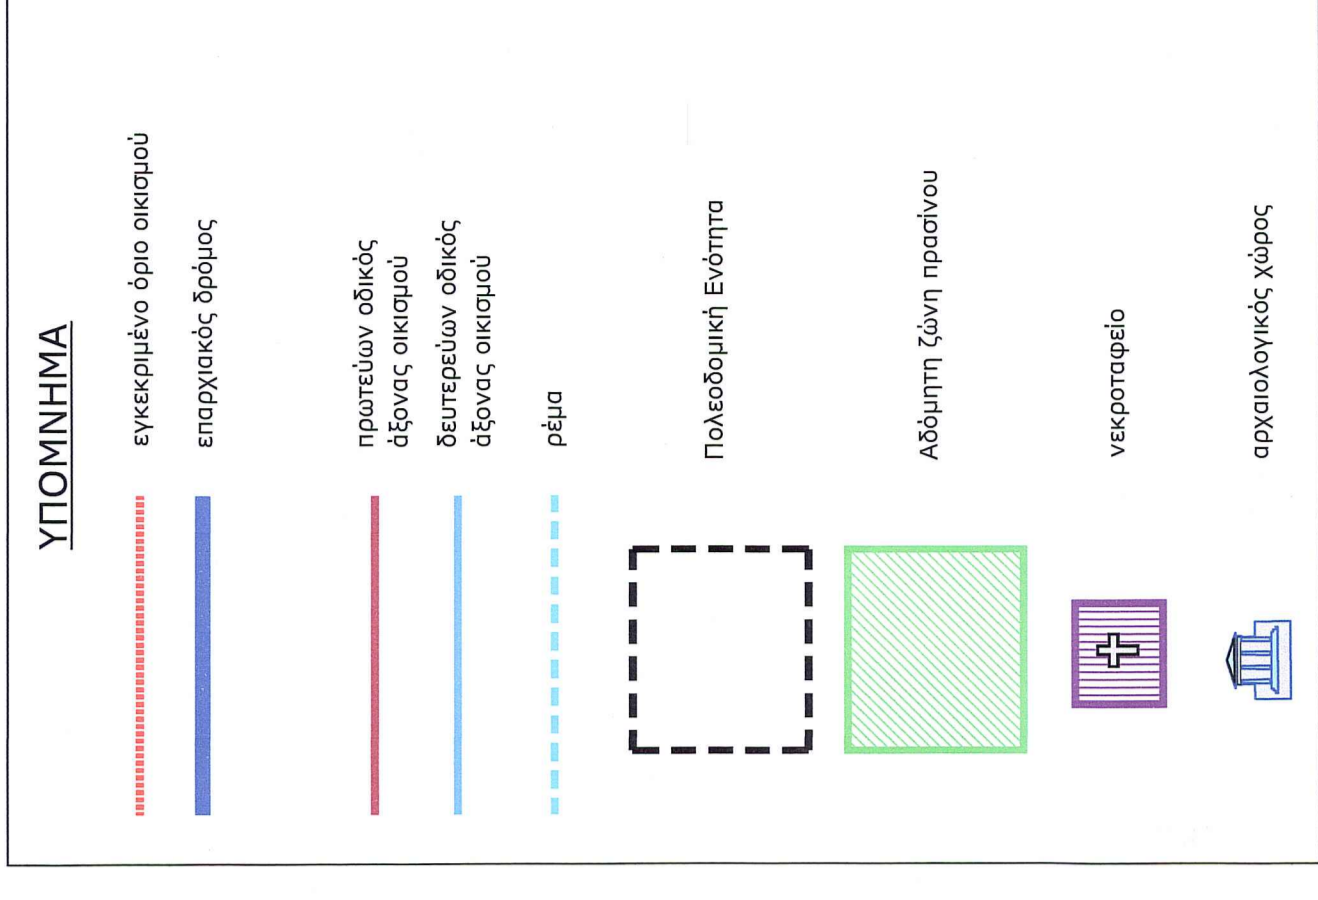 ΥΠΟΜΝΗΜΑ
εγκεκριμένο όριο οικισμού
επαρχιακός δρόμος
πρωτεύων οδικός
άξονας οικισμού
δευτερεύων οδικός
άξονας οικισμού
ρέμα
Πολεοδομική Ενότητα
Αδόμητη ζώνη πρασίνου
νεκροταφείο
αρχαιολογικός χώρος